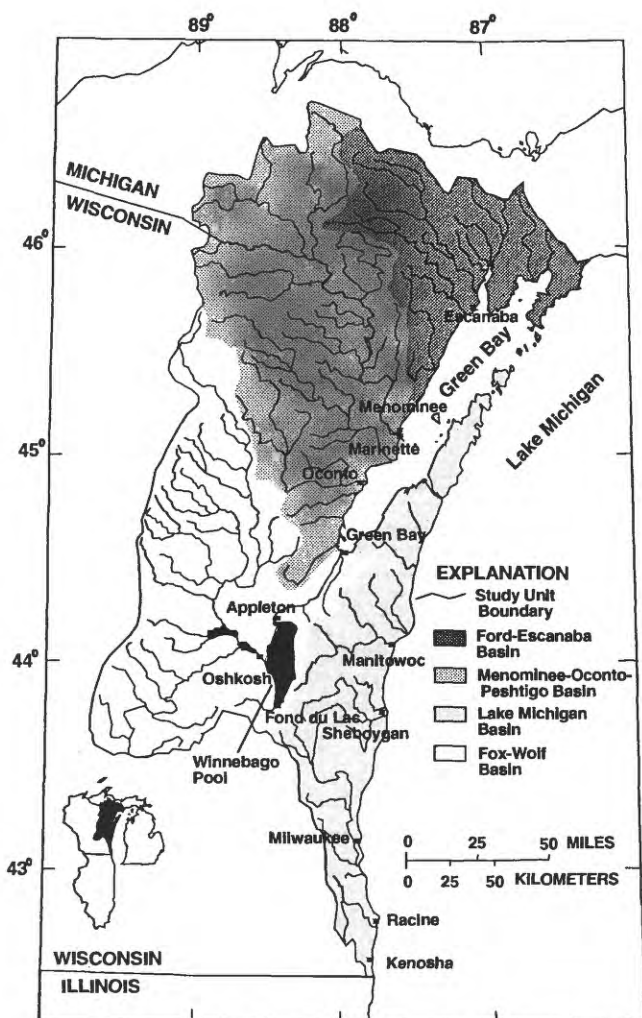 89° 88° 87°
MICHIGAN
WISCONSIN
46°
Escanaba
Green Bay
Lake Michigan
Menominee
Marinette
45°
Oconto
Green Bay
EXPLANATION
Study Unit
Boundary
Appleton
Ford-Escanaba
Basin
44°
Manitowoc
Menominee-Oconto-
Peshtigo Basin
Oshkosh
Lake Michigan
Basin
Fond du Lac
Sheboygan
Fox-Wolf
Basin
Winnebago
Pool
Milwaukee
0 25 50 MILES
43°
0 25 50 KILOMETERS
Racine
WISCONSIN
Kenosha
ILLINOIS